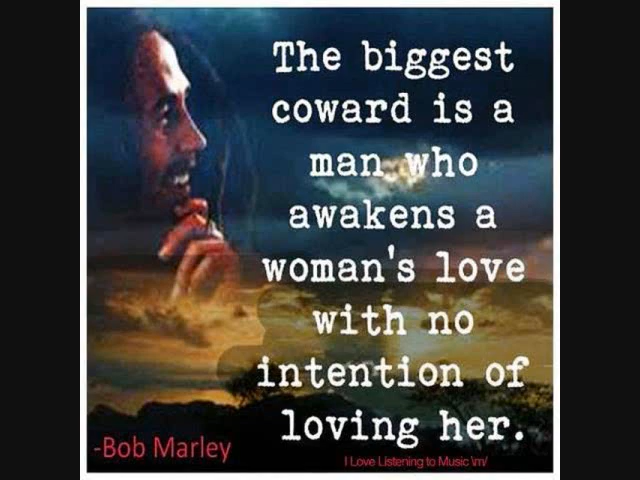 The biggest
coward is a
man who
awakens a
woman's love
with no
intention of
loving her.
-Bob Marley
I Love Listening to Music \m/